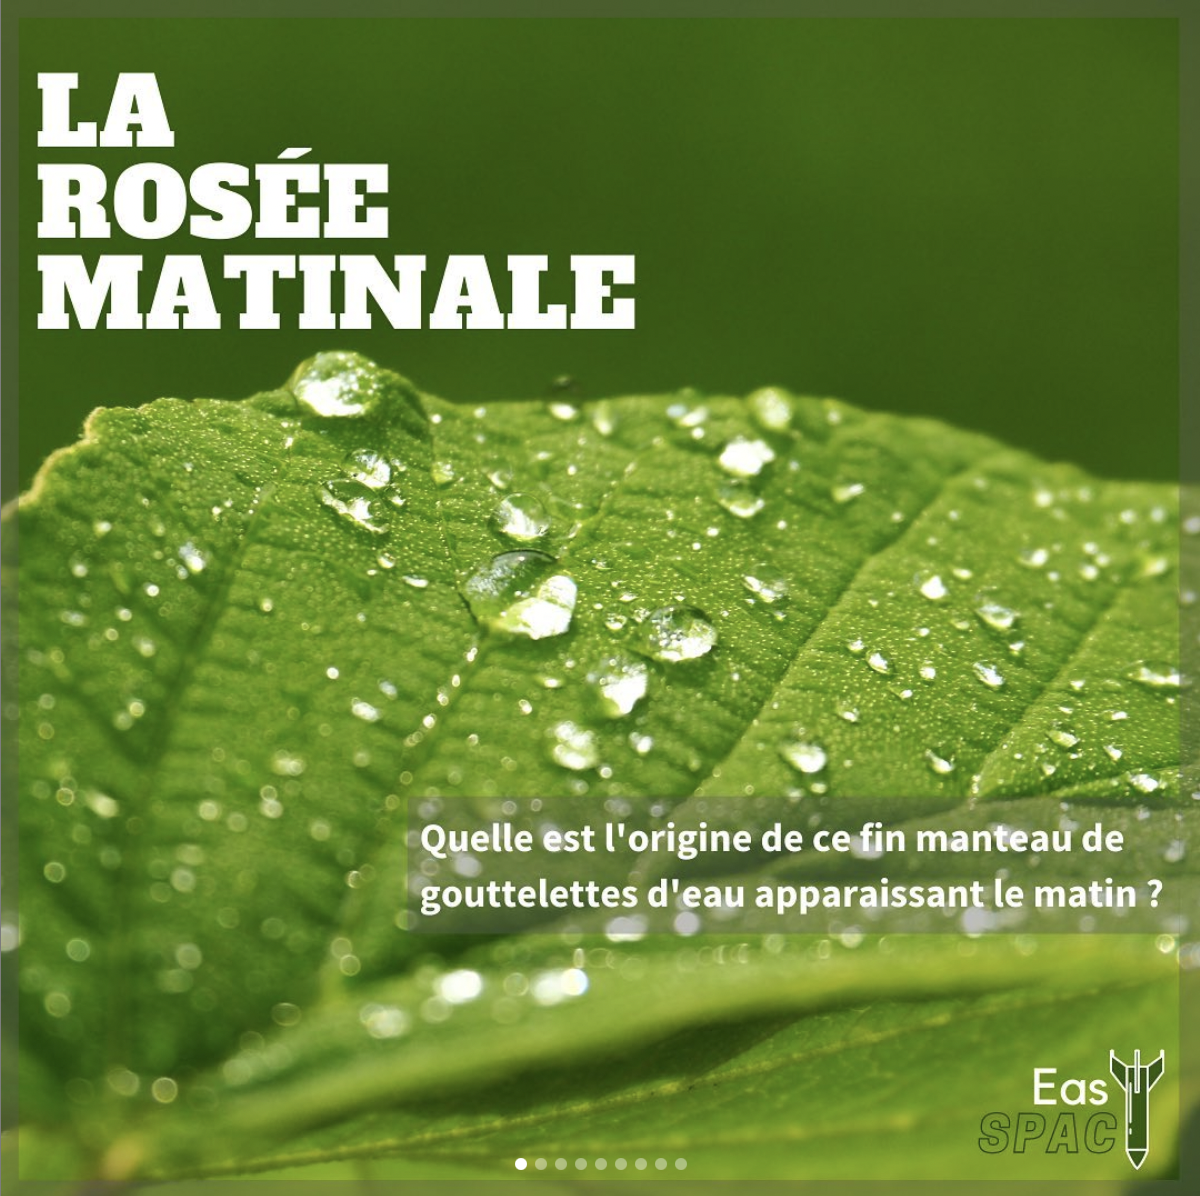 LA
ROSÉE
MATINALE
Quelle est l'origine de ce fin manteau de
gouttelettes d'eau apparaissant le matin ?
Eas
SPAC